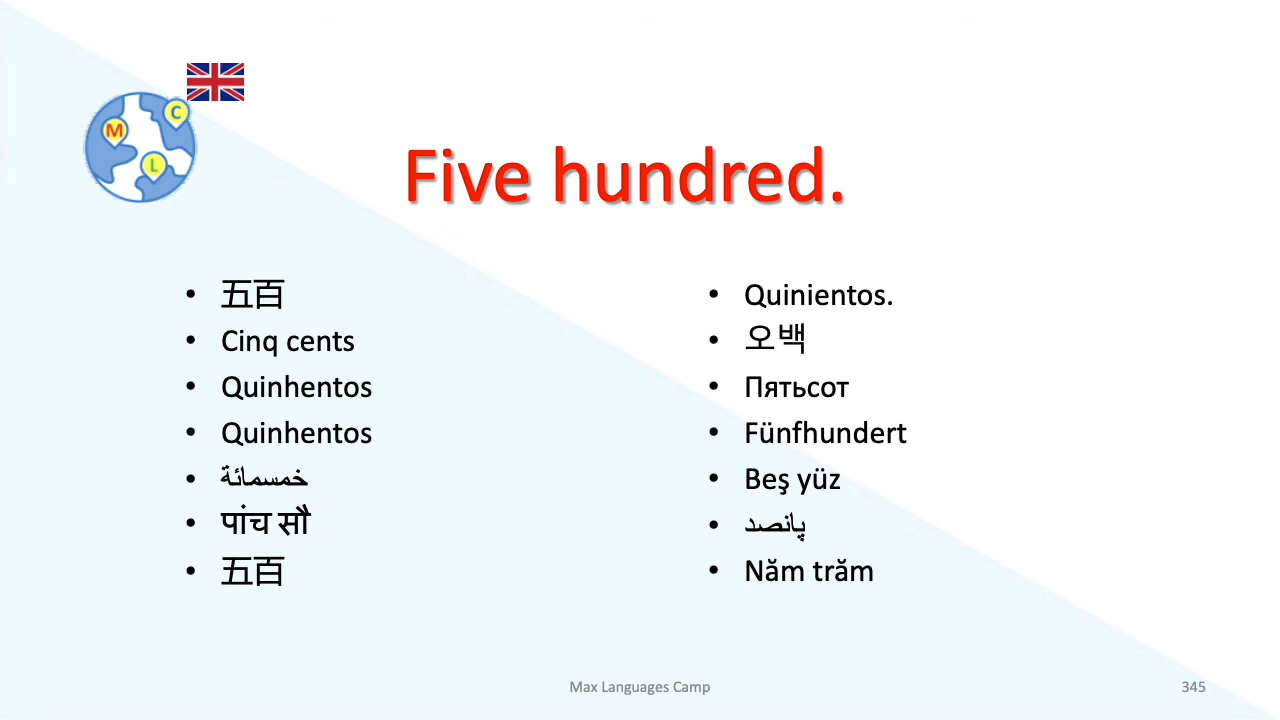 C
M
L
Five hundred.
• 五百
• Cinq cents
• Quinhentos
• Quinhentos
• خمسمائة
• पांच सौ
• 五百
• Quinientos.
• 오백
• Пятьсот
• Fünfhundert
• Beş yüz
• پانصد
• Năm trăm
Max Languages Camp
345